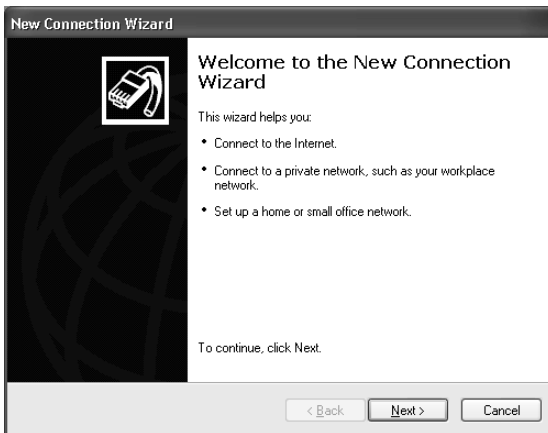 New Connection Wizard
Welcome to the New Connection
Wizard
This wizard helps you:
• Connect to the Internet.
• Connect to a private network, such as your workplace
network.
• Set up a home or small office network.
To continue, click Next.
< Back
Next >
Cancel